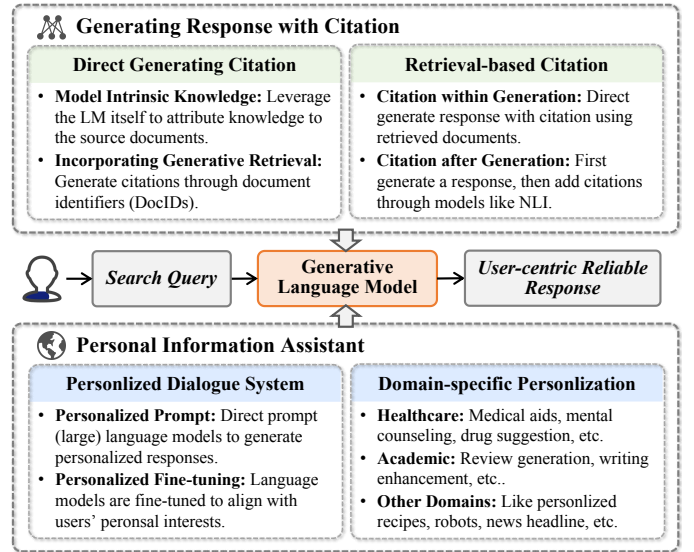 Generating Response with Citation
Direct Generating Citation
• Model Intrinsic Knowledge: Leverage
the LM itself to attribute knowledge to
the source documents.
• Incorporating Generative Retrieval:
Generate citations through document
identifiers (DocIDs).
Retrieval-based Citation
• Citation within Generation: Direct
generate response with citation using
retrieved documents.
• Citation after Generation: First
generate a response, then add citations
through models like NLI.
Search Query
Generative
Language Model
User-centric Reliable
Response
Personal Information Assistant
Personlized Dialogue System
• Personalized Prompt: Direct prompt
(large) language models to generate
personalized responses.
• Personalized Fine-tuning: Language
models are fine-tuned to align with
users' peronsal interests.
Domain-specific Personlization
• Healthcare: Medical aids, mental
counseling, drug suggestion, etc.
• Academic: Review generation, writing
enhancement, etc..
• Other Domains: Like personlized
recipes, robots, news headline, etc.